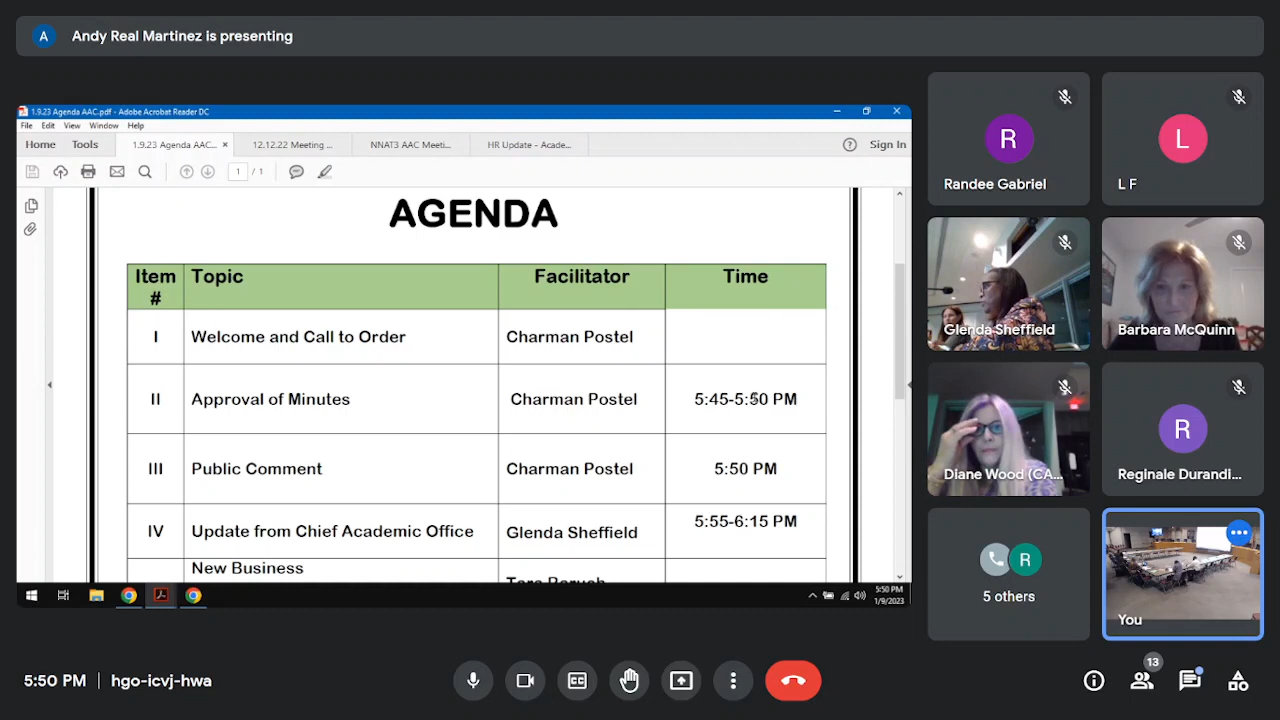 A Andy Real Martinez is presenting
1.9.23 Agenda AAC.pdf - Adobe Acrobat Reader DC
File Edit View Window Help
Home Tools 1.9.23 Agenda AAC... × 12.12.22 Meeting ... NNAT3 AAC Meeti... HR Update - Acade... Sign In
1 / 1
AGENDA
Item # Topic Facilitator Time
I Welcome and Call to Order Charman Postel
II Approval of Minutes Charman Postel 5:45-5:50 PM
III Public Comment Charman Postel 5:50 PM
IV Update from Chief Academic Office Glenda Sheffield 5:55-6:15 PM
New Business
5:50 PM
1/9/2023
R
Randee Gabriel
L
L F
Glenda Sheffield
Barbara McQuinn
Diane Wood (CA...
R
Reginale Durandi...
R
5 others
You
5:50 PM | hgo-icvj-hwa
13